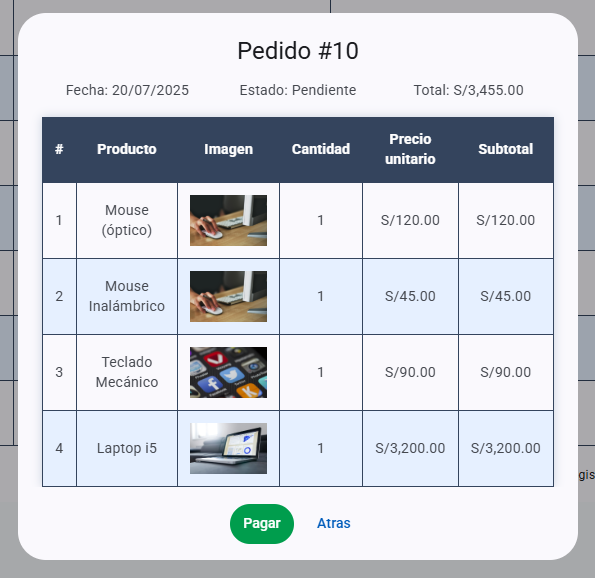 Pedido #10
Fecha: 20/07/2025 Estado: Pendiente Total: S/3,455.00
# Producto Imagen Cantidad Precio unitario Subtotal
1 Mouse (óptico) 1 S/120.00 S/120.00
2 Mouse Inalámbrico 1 S/45.00 S/45.00
3 Teclado Mecánico 1 S/90.00 S/90.00
4 Laptop i5 1 S/3,200.00 S/3,200.00
gis
Pagar Atras